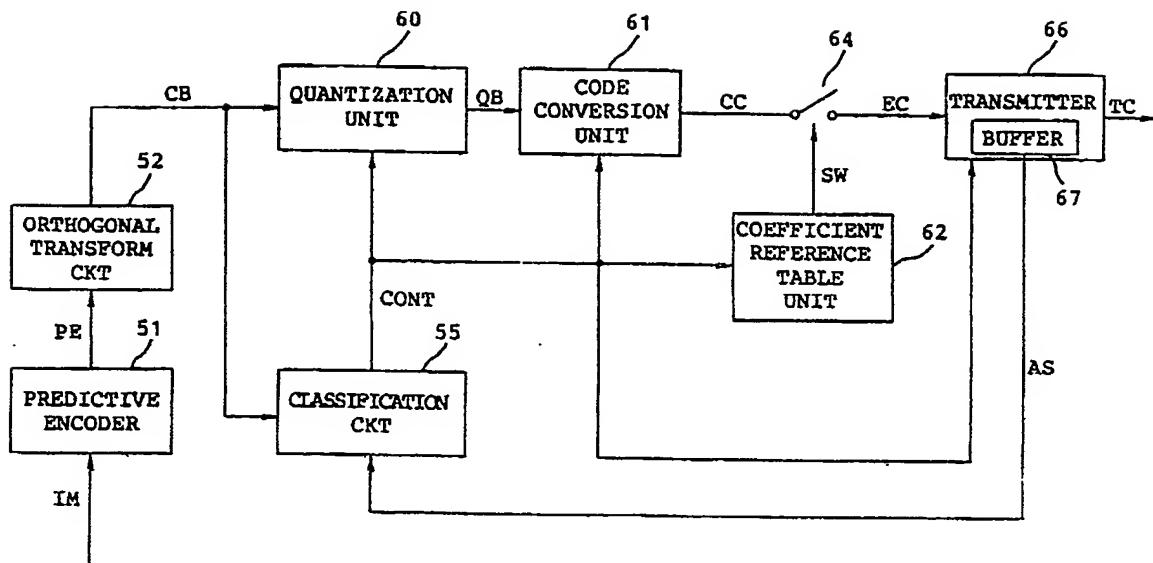 60
61
64
66
CB
QUANTIZATION
UNIT
QB
CODE
CONVERSION
UNIT
CC
EC
TRANSMITTER
BUFFER
TC
67
52
ORTHOGONAL
TRANSFORM
CKT
SW
COEFFICIENT
REFERENCE
TABLE
UNIT
62
CONT
PE
51
55
AS
PREDICTIVE
ENCODER
CLASSIFICATION
CKT
IM